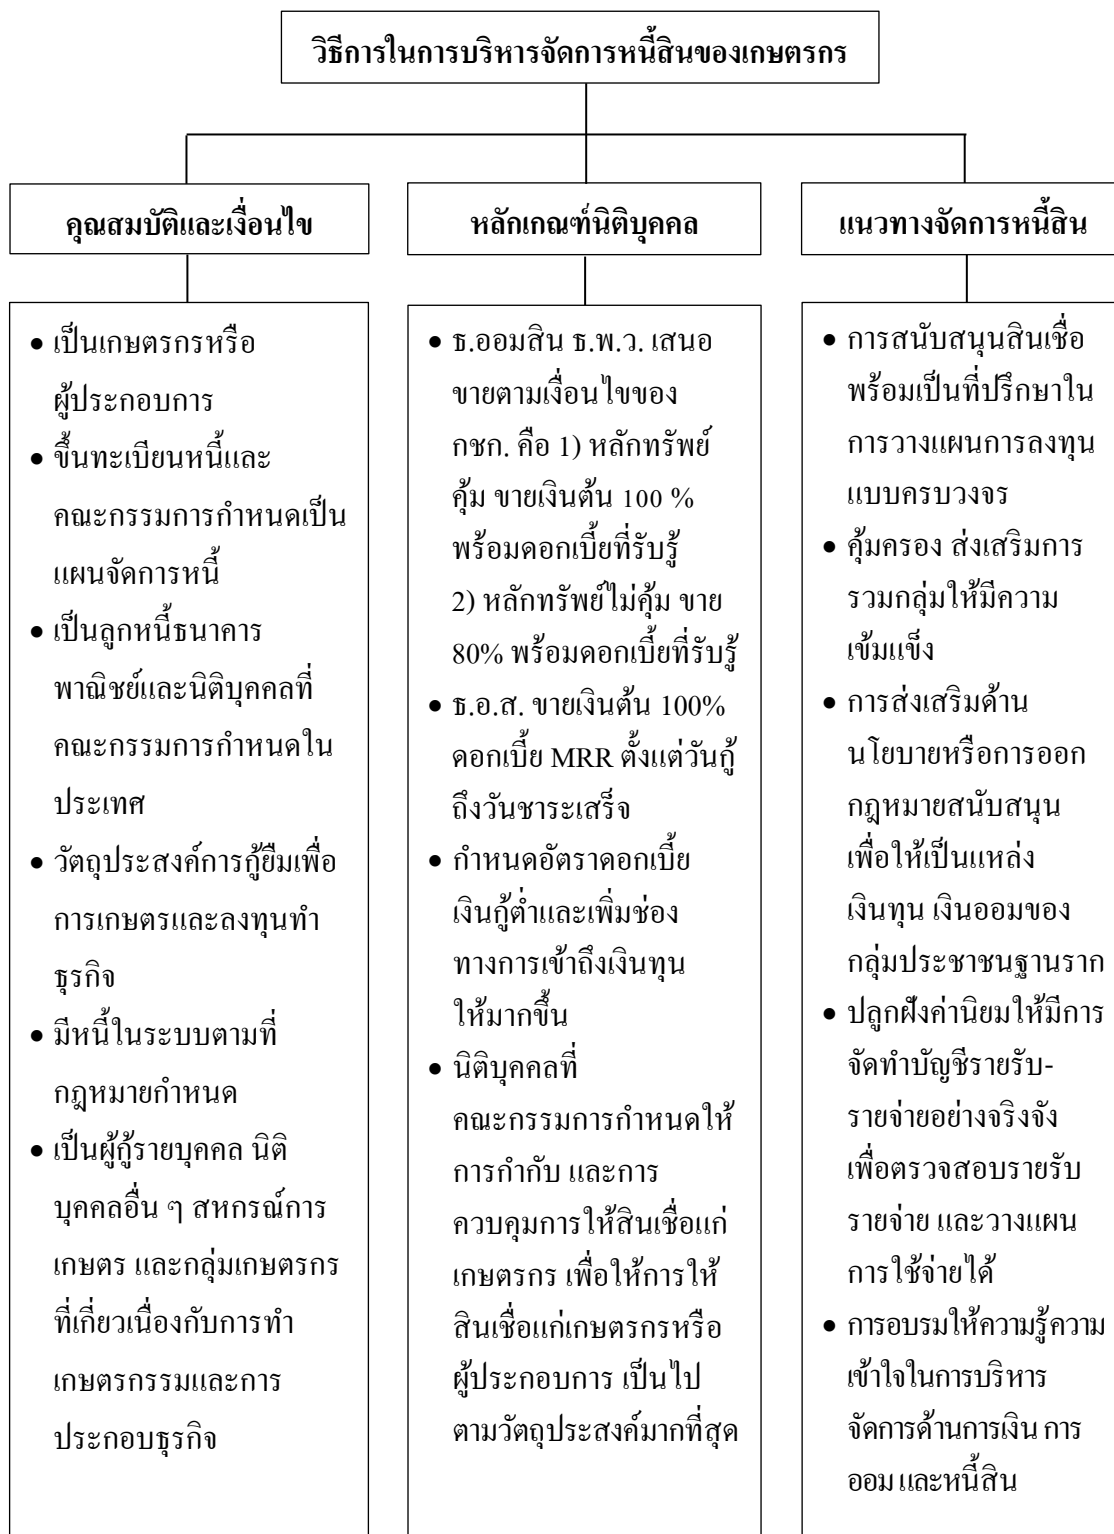 วิธีการในการบริหารจัดการหนี้สินของเกษตรกร
คุณสมบัติและเงื่อนไข
• เป็นเกษตรกรหรือ
ผู้ประกอบการ
• ขึ้นทะเบียนหนี้และ
คณะกรรมการกำหนดเป็น
แผนจัดการหนี้
• เป็นลูกหนี้ธนาคาร
พาณิชย์และนิติบุคคลที่
คณะกรรมการกำหนดใน
ประเทศ
• วัตถุประสงค์การกู้ยืมเพื่อ
การเกษตรและลงทุนทำ
ธุรกิจ
• มีหนี้ในระบบตามที่
กฎหมายกำหนด
• เป็นผู้กู้รายบุคคล นิติ
บุคคลอื่น ๆ สหกรณ์การ
เกษตร และกลุ่มเกษตรกร
ที่เกี่ยวเนื่องกับการทำ
เกษตรกรรมและการ
ประกอบธุรกิจ
หลักเกณฑ์นิติบุคคล
• ธ.ออมสิน ธ.พ.ว. เสนอ
ขายตามเงื่อนไขของ
กชก. คือ 1) หลักทรัพย์
คุ้ม ขายเงินต้น 100 %
พร้อมดอกเบี้ยที่รับรู้
2) หลักทรัพย์ไม่คุ้ม ขาย
80% พร้อมดอกเบี้ยที่รับรู้
• ธ.อ.ส. ขายเงินต้น 100%
ดอกเบี้ย MRR ตั้งแต่วันกู้
ถึงวันชาระเสร็จ
• กำหนดอัตราดอกเบี้ย
เงินกู้ต่ำและเพิ่มช่อง
ทางการเข้าถึงเงินทุน
ให้มากขึ้น
• นิติบุคคลที่
คณะกรรมการกำหนดให้
การกำกับ และการ
ควบคุมการให้สินเชื่อแก่
เกษตรกร เพื่อให้การให้
สินเชื่อแก่เกษตรกรหรือ
ผู้ประกอบการ เป็นไป
ตามวัตถุประสงค์มากที่สุด
แนวทางจัดการหนี้สิน
• การสนับสนุนสินเชื่อ
พร้อมเป็นที่ปรึกษาใน
การวางแผนการลงทุน
แบบครบวงจร
• คุ้มครอง ส่งเสริมการ
รวมกลุ่มให้มีความ
เข้มแข็ง
• การส่งเสริมด้าน
นโยบายหรือการออก
กฎหมายสนับสนุน
เพื่อให้เป็นแหล่ง
เงินทุน เงินออมของ
กลุ่มประชาชนฐานราก
• ปลูกฝังค่านิยมให้มีการ
จัดทำบัญชีรายรับ-
รายจ่ายอย่างจริงจัง
เพื่อตรวจสอบรายรับ
รายจ่าย และวางแผน
การใช้จ่ายได้
• การอบรมให้ความรู้ความ
เข้าใจในการบริหาร
จัดการด้านการเงิน การ
ออม และหนี้สิน